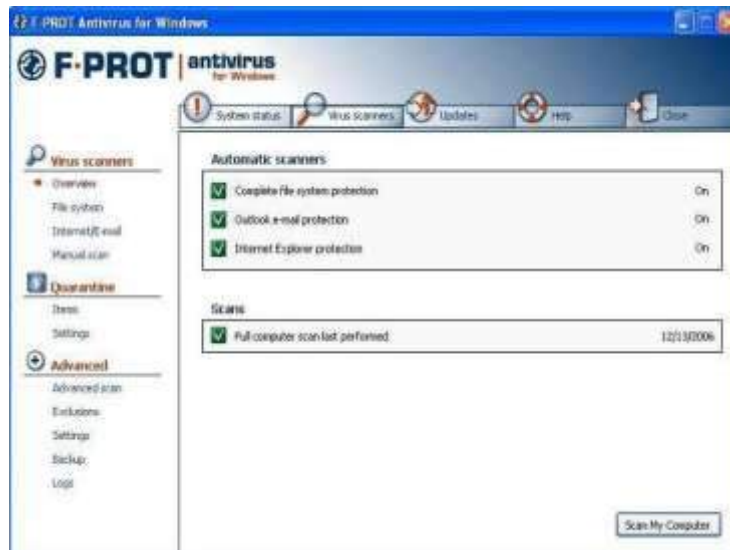 F-PROT Antivirus for Windows
F-PROT antivirus
for Windows
System status Virus scanners Updates Help Close
Virus scanners
Overview
File system
Internet/E-mail
Manual scan
Quarantine
Items
Settings
Advanced
Advanced scan
Exclusions
Settings
Backup
Logs
Automatic scanners
Complete file system protection On
Outlook e-mail protection On
Internet Explorer protection On
Scans
Full computer scan last performed 12/13/2006
Scan My Computer